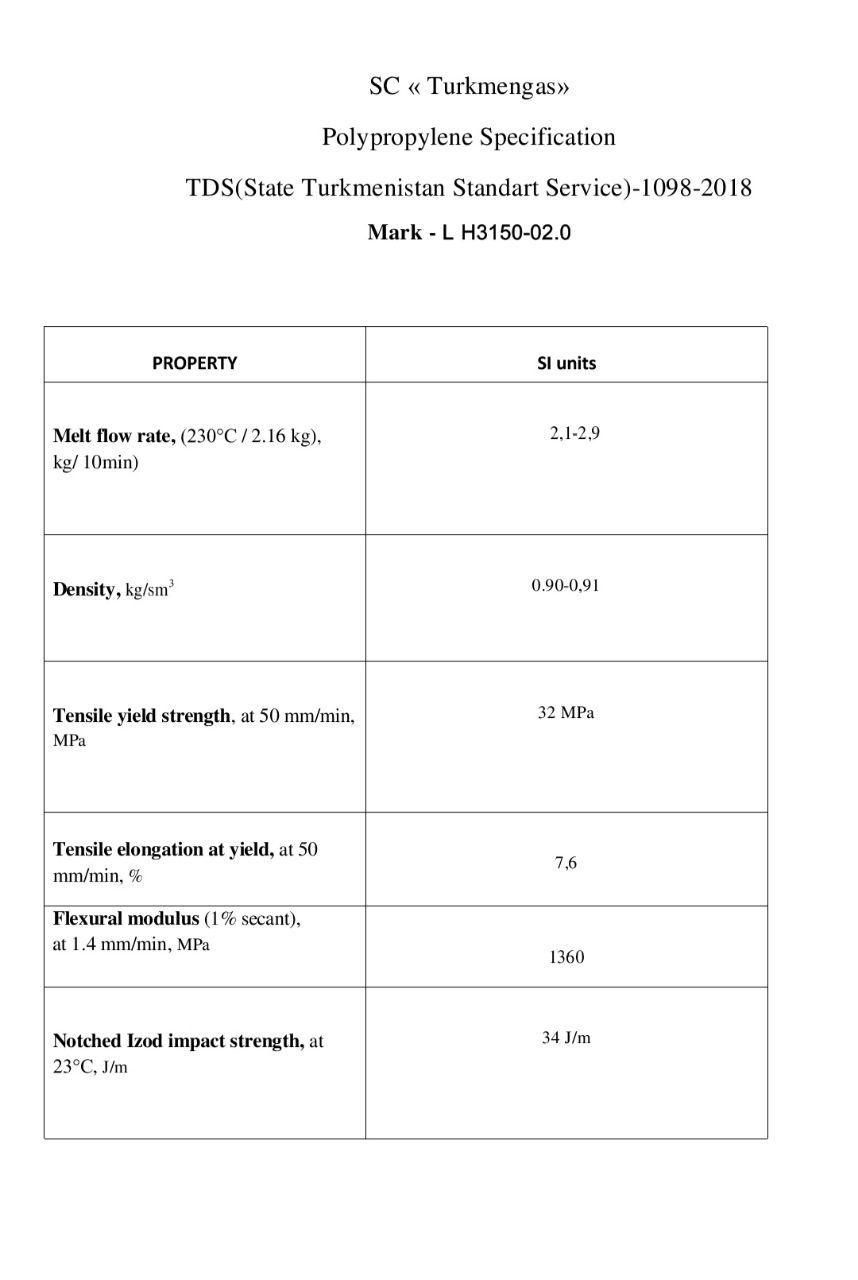 SC « Turkmengas»
Polypropylene Specification
TDS(State Turkmenistan Standart Service)-1098-2018
Mark - L H3150-02.0
PROPERTY
SI units
Melt flow rate, (230°C / 2.16 kg),
kg/ 10min)
2,1-2,9
Density, kg/sm³
0.90-0,91
Tensile yield strength, at 50 mm/min,
MPa
32 MPa
Tensile elongation at yield, at 50
mm/min, %
7,6
Flexural modulus (1% secant),
at 1.4 mm/min, MPa
1360
Notched Izod impact strength, at
23°C, J/m
34 J/m